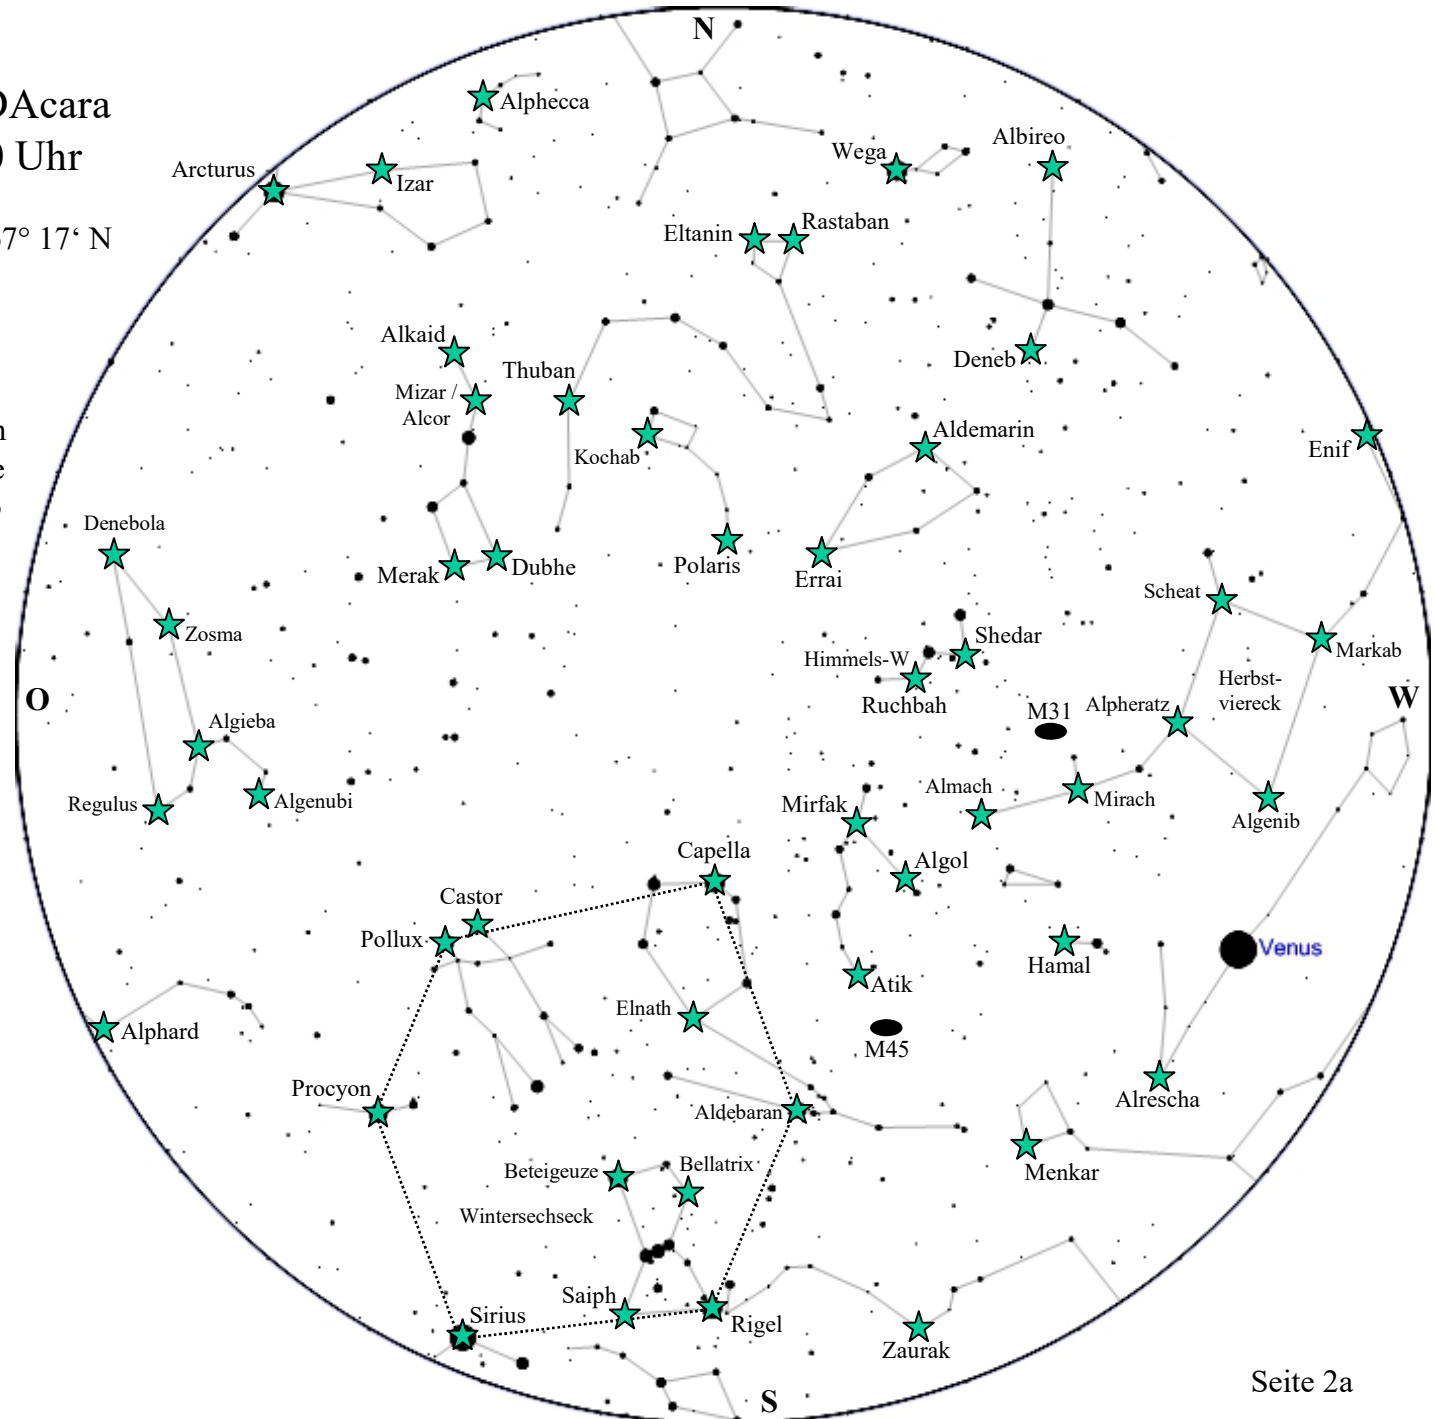 N
Acara
Uhr
7° 17‘ N
Alphecca
Arcturus
Izar
Wega
Albireo
Eltanin
Rastaban
Alkaid
Mizar /
Alcor
Thuban
Deneb
Kochab
Aldemarin
Enif
Denebola
Merak
Dubhe
Polaris
Errai
Scheat
Zosma
Shedar
Himmels-W
Ruchbah
Markab
Herbst-
viereck
O
W
Algieba
M31
Alpheratz
Regulus
Algenubi
Mirfak
Almach
Mirach
Algenib
Capella
Algol
Castor
Pollux
Hamal
Venus
Atik
Elnath
Alphard
M45
Procyon
Aldebaran
Alrescha
Beteigeuze
Bellatrix
Menkar
Wintersechseck
Saiph
Sirius
Rigel
Zaurak
S
Seite 2a